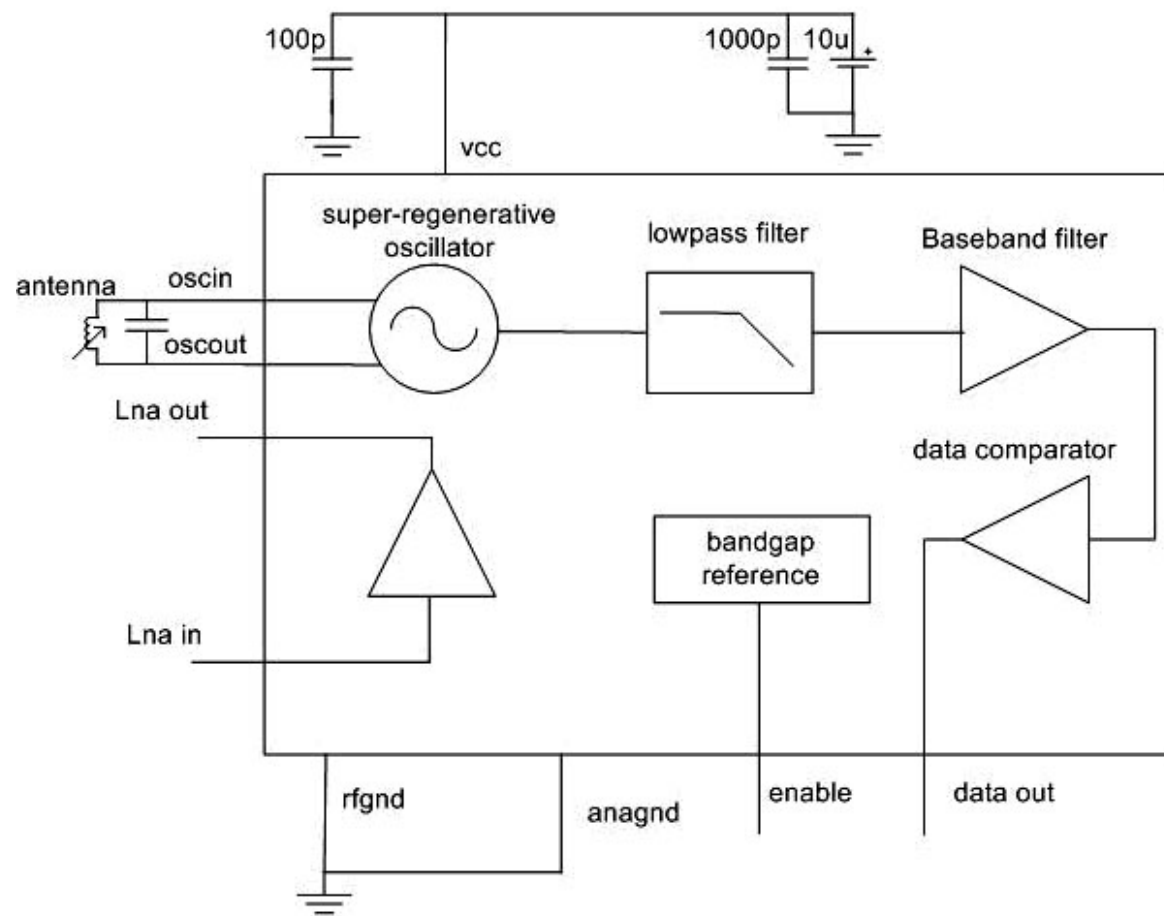 100p
1000p 10u
+
vcc
super-regenerative
oscillator
lowpass filter
Baseband filter
antenna
oscin
oscout
Lna out
data comparator
bandgap
reference
Lna in
rfgnd
anagnd
enable
data out